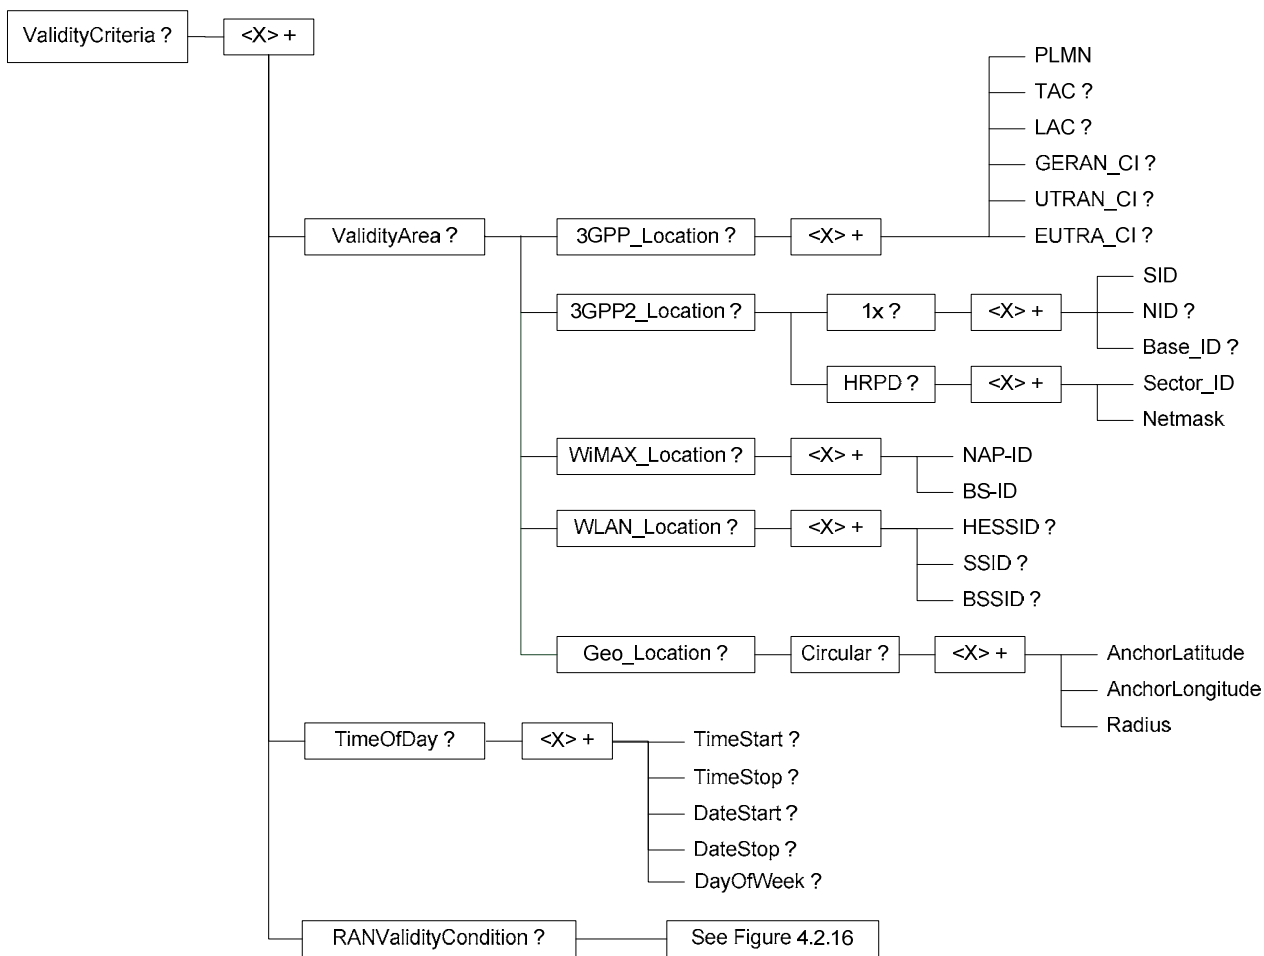 ValidityCriteria ?
<X> +
PLMN
TAC ?
LAC ?
GERAN_CI ?
UTRAN_CI ?
ValidityArea ?
3GPP_Location ?
<X> +
EUTRA_CI ?
SID
3GPP2_Location ?
1x ?
<X> +
NID ?
Base_ID ?
HRPD ?
<X> +
Sector_ID
Netmask
WiMAX_Location ?
<X> +
NAP-ID
BS-ID
WLAN_Location ?
<X> +
HESSID ?
SSID ?
BSSID ?
Geo_Location ?
Circular ?
<X> +
AnchorLatitude
AnchorLongitude
Radius
TimeOfDay ?
<X> +
TimeStart ?
TimeStop ?
DateStart ?
DateStop ?
DayOfWeek ?
RANValidityCondition ?
See Figure 4.2.16